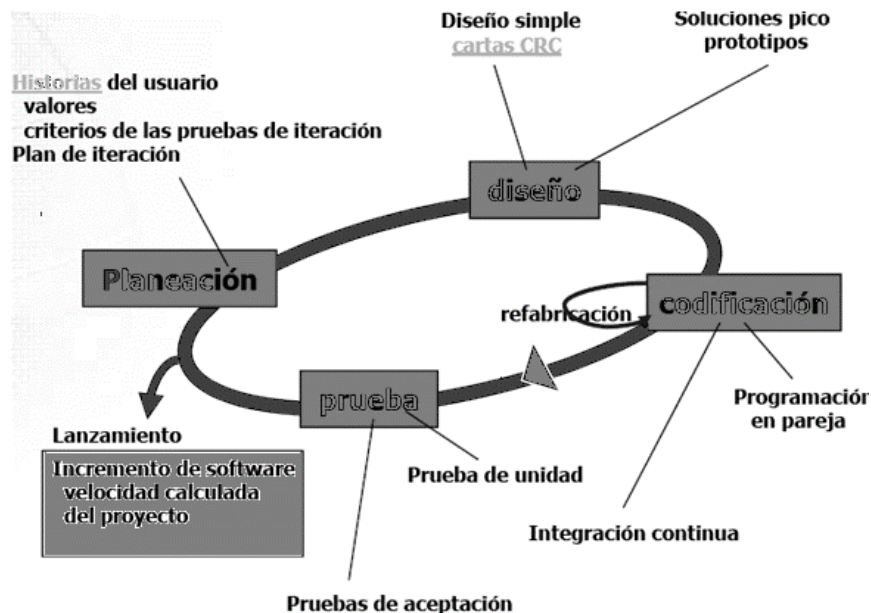 Diseño simple
cartas CRC
Soluciones pico
prototipos
Historias del usuario
valores
criterios de las pruebas de iteración
Plan de iteración
diseño
Planeación
codificación
refabricación
prueba
Programación
en pareja
Lanzamiento
Incremento de software
velocidad calculada
del proyecto
Prueba de unidad
Integración continua
Pruebas de aceptación